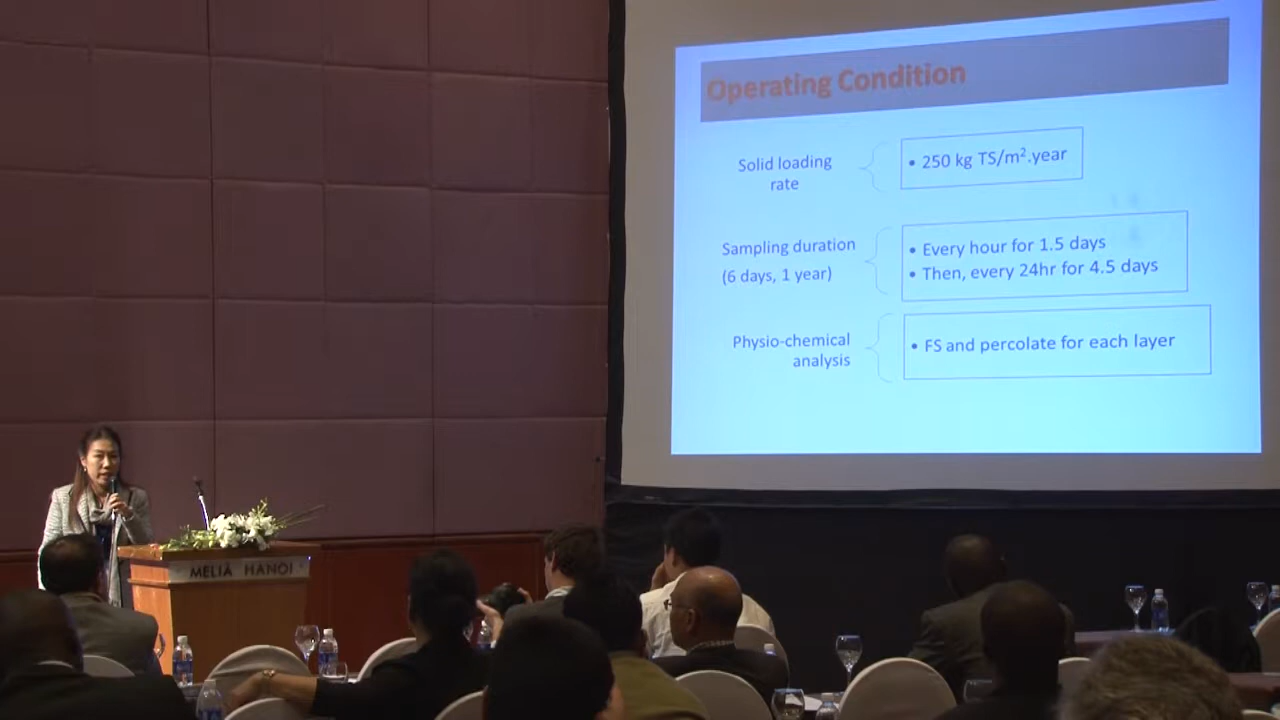 Operating Condition
Solid loading
rate
• 250 kg TS/m².year
Sampling duration
(6 days, 1 year)
• Every hour for 1.5 days
• Then, every 24hr for 4.5 days
Physio-chemical
analysis
• FS and percolate for each layer
MELIÃ HANOI